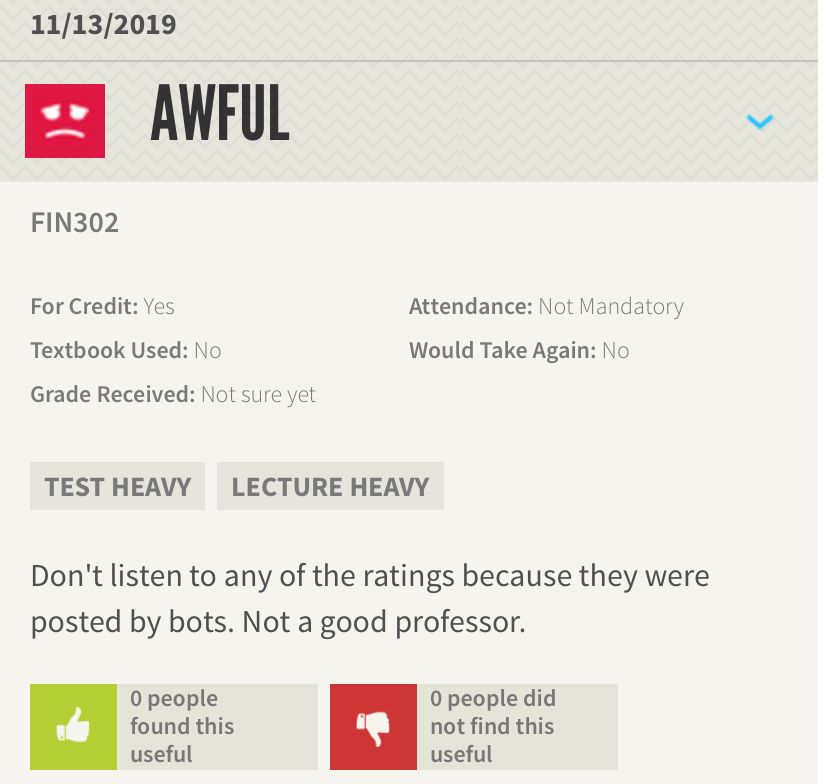 11/13/2019
AWFUL
FIN302
For Credit: Yes
Attendance: Not Mandatory
Textbook Used: No
Would Take Again: No
Grade Received: Not sure yet
TEST HEAVY
LECTURE HEAVY
Don't listen to any of the ratings because they were
posted by bots. Not a good professor.
0 people
found this
useful
0 people did
not find this
useful